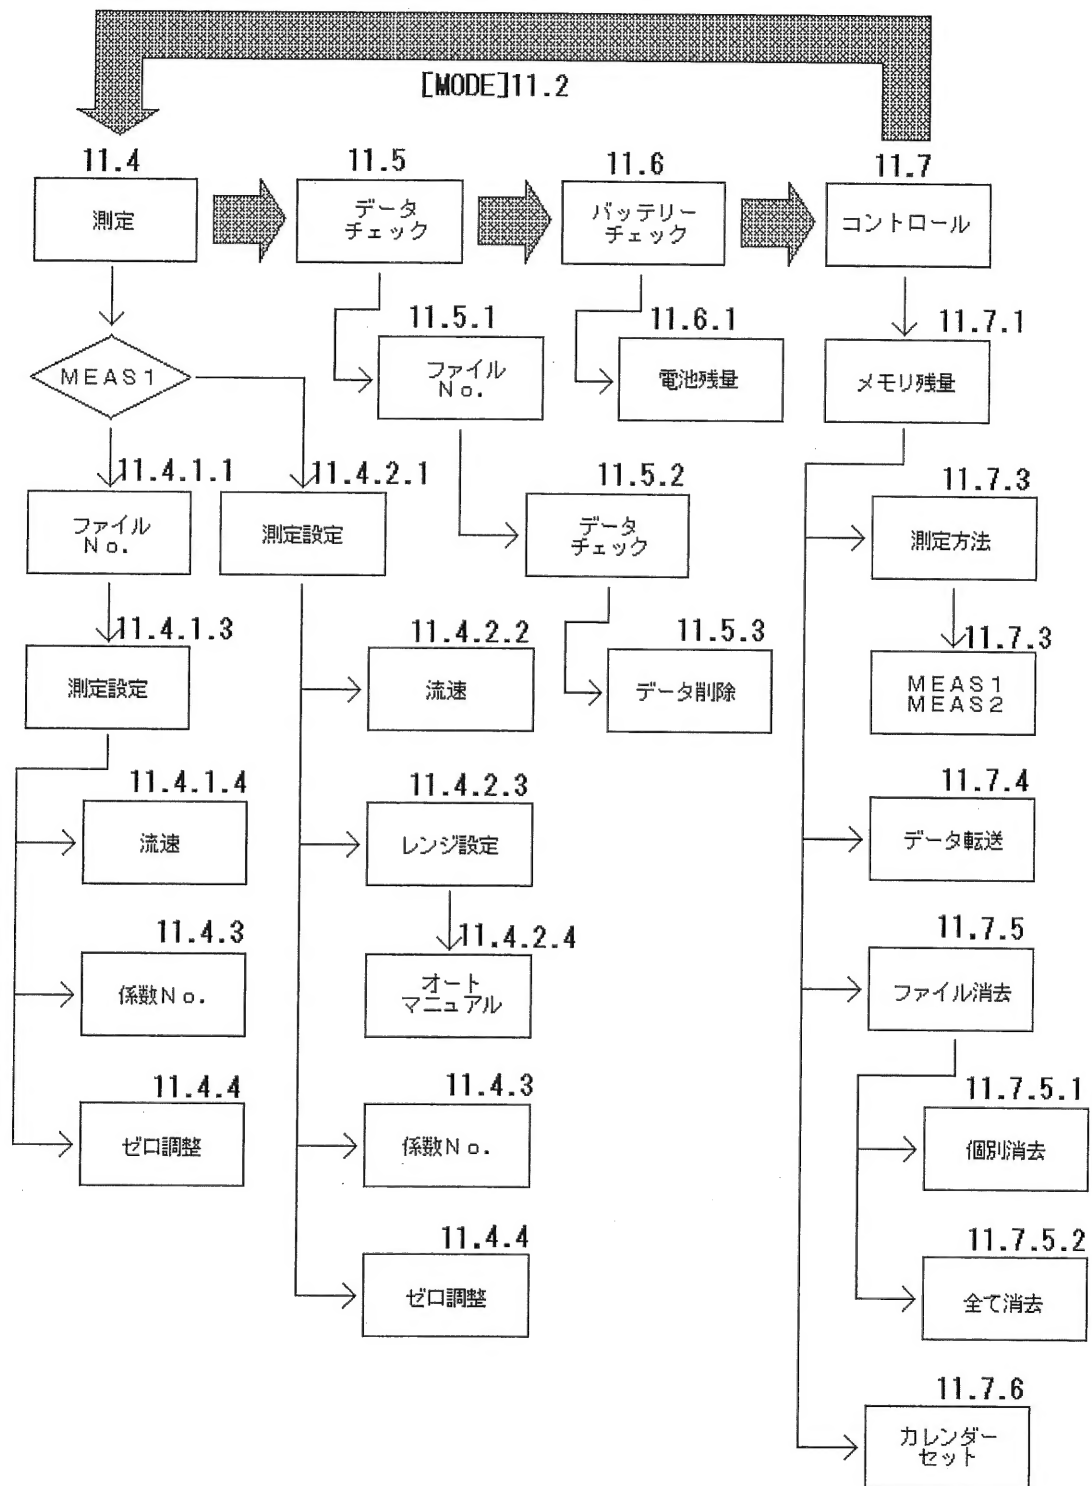 [MODE]11.2
11.4
測定
11.5
データ
チェック
11.6
バッテリー
チェック
11.7
コントロール
MEAS1
11.5.1
ファイル
No.
11.6.1
電池残量
11.7.1
メモリ残量
11.4.1.1
ファイル
No.
11.4.2.1
測定設定
11.5.2
データ
チェック
11.7.3
測定方法
11.4.1.3
測定設定
11.4.2.2
流速
11.5.3
データ削除
11.7.3
MEAS1
MEAS2
11.4.1.4
流速
11.4.2.3
レンジ設定
11.7.4
データ転送
11.4.3
係数No.
11.4.2.4
オート
マニュアル
11.7.5
ファイル消去
11.4.4
ゼロ調整
11.4.3
係数No.
11.7.5.1
個別消去
11.4.4
ゼロ調整
11.7.5.2
全て消去
11.7.6
カレンダー
セット